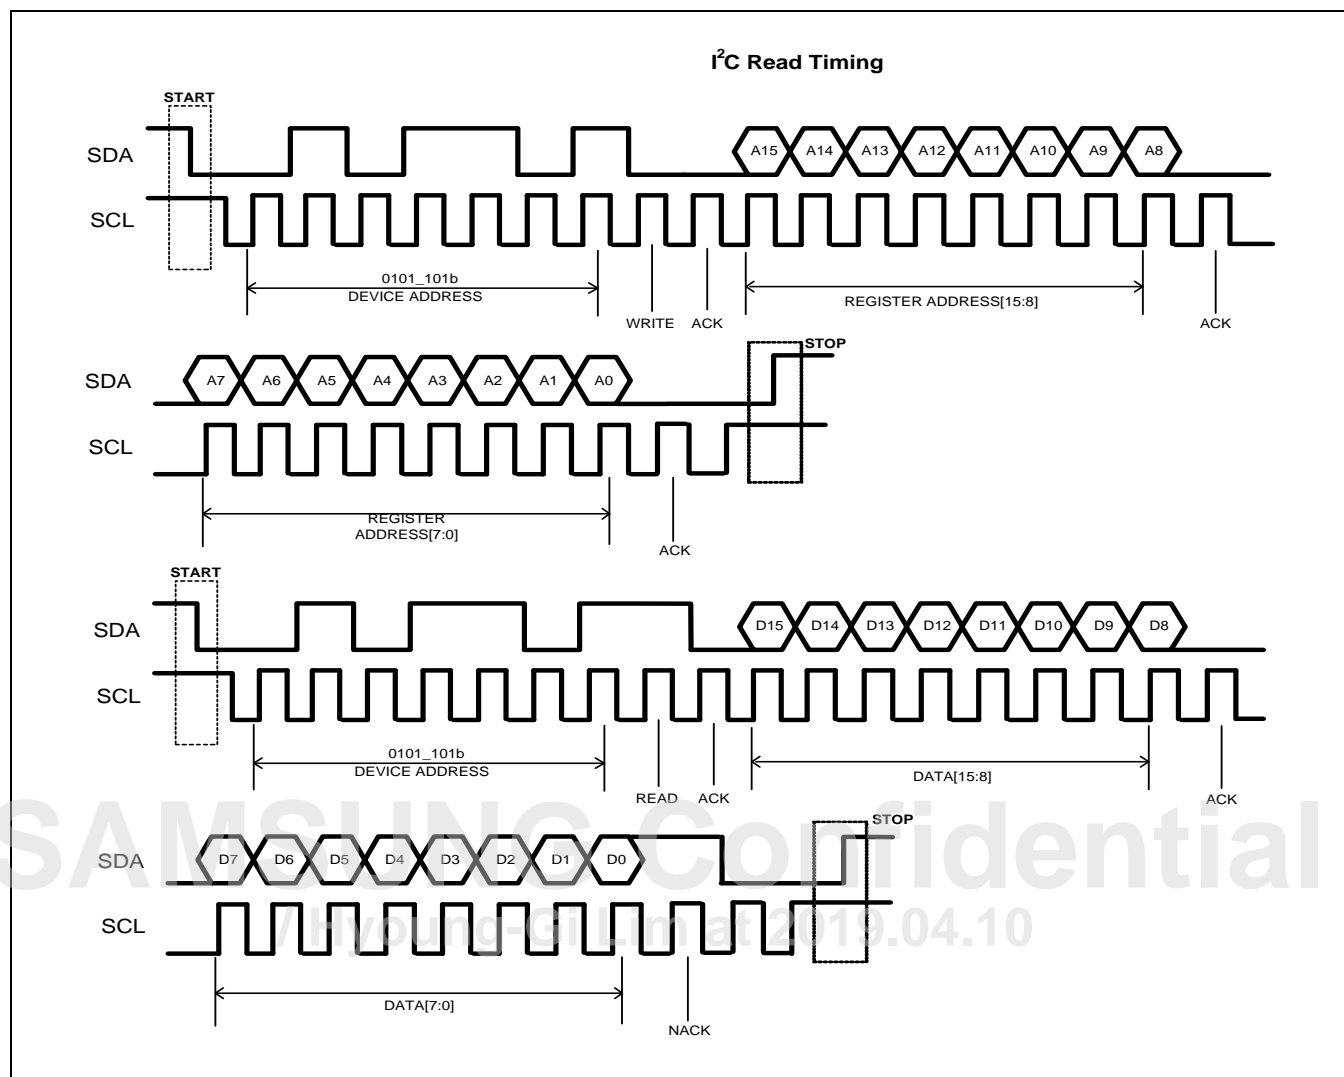 I²C Read Timing
START
SDA
A15 A14 A13 A12 A11 A10 A9 A8
SCL
0101_101b
DEVICE ADDRESS
REGISTER ADDRESS[15:8]
WRITE ACK ACK
STOP
SDA
A7 A6 A5 A4 A3 A2 A1 A0
SCL
REGISTER
ADDRESS[7:0]
ACK
START
SDA
D15 D14 D13 D12 D11 D10 D9 D8
SCL
0101_101b
DEVICE ADDRESS
DATA[15:8]
READ ACK ACK
SAMSUNG Confidential
STOP
SDA
D7 D6 D5 D4 D3 D2 D1 D0
SCL
/ Hyoung-Gi Lim at 2019.04.10
DATA[7:0]
NACK